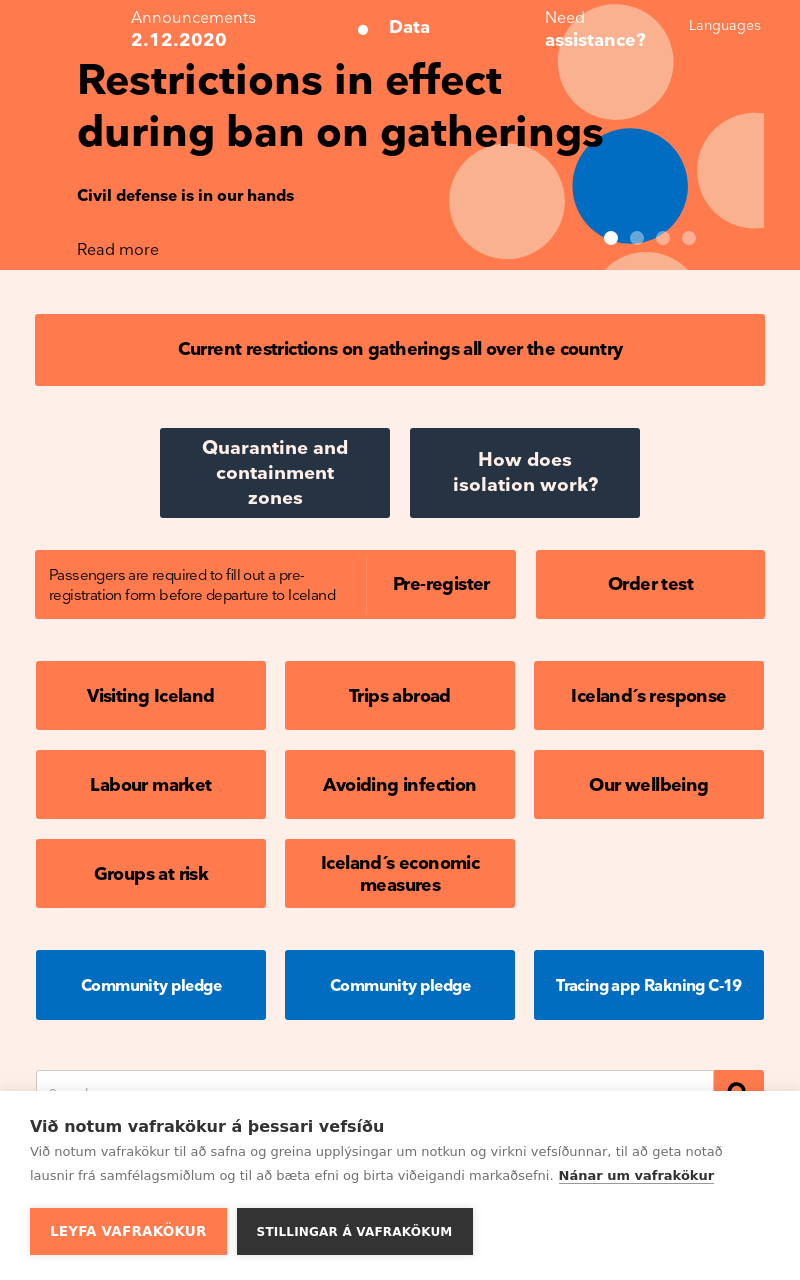 Announcements
2.12.2020
Data
Need
assistance?
Languages
Restrictions in effect
during ban on gatherings
Civil defense is in our hands
Read more
Current restrictions on gatherings all over the country
Quarantine and
containment
zones
How does
isolation work?
Passengers are required to fill out a pre-
registration form before departure to Iceland
Pre-register
Order test
Visiting Iceland
Trips abroad
Iceland´s response
Labour market
Avoiding infection
Our wellbeing
Groups at risk
Iceland´s economic
measures
Community pledge
Community pledge
Tracing app Rakning C-19
Við notum vafrakökur á þessari vefsíðu
Við notum vafrakökur til að safna og greina upplýsingar um notkun og virkni vefsíðunnar, til að geta notað
lausnir frá samfélagsmiðlum og til að bæta efni og birta viðeigandi markaðsefni. Nánar um vafrakökur
LEYFA VAFRAKÖKUR
STILLINGAR Á VAFRAKÖKUM